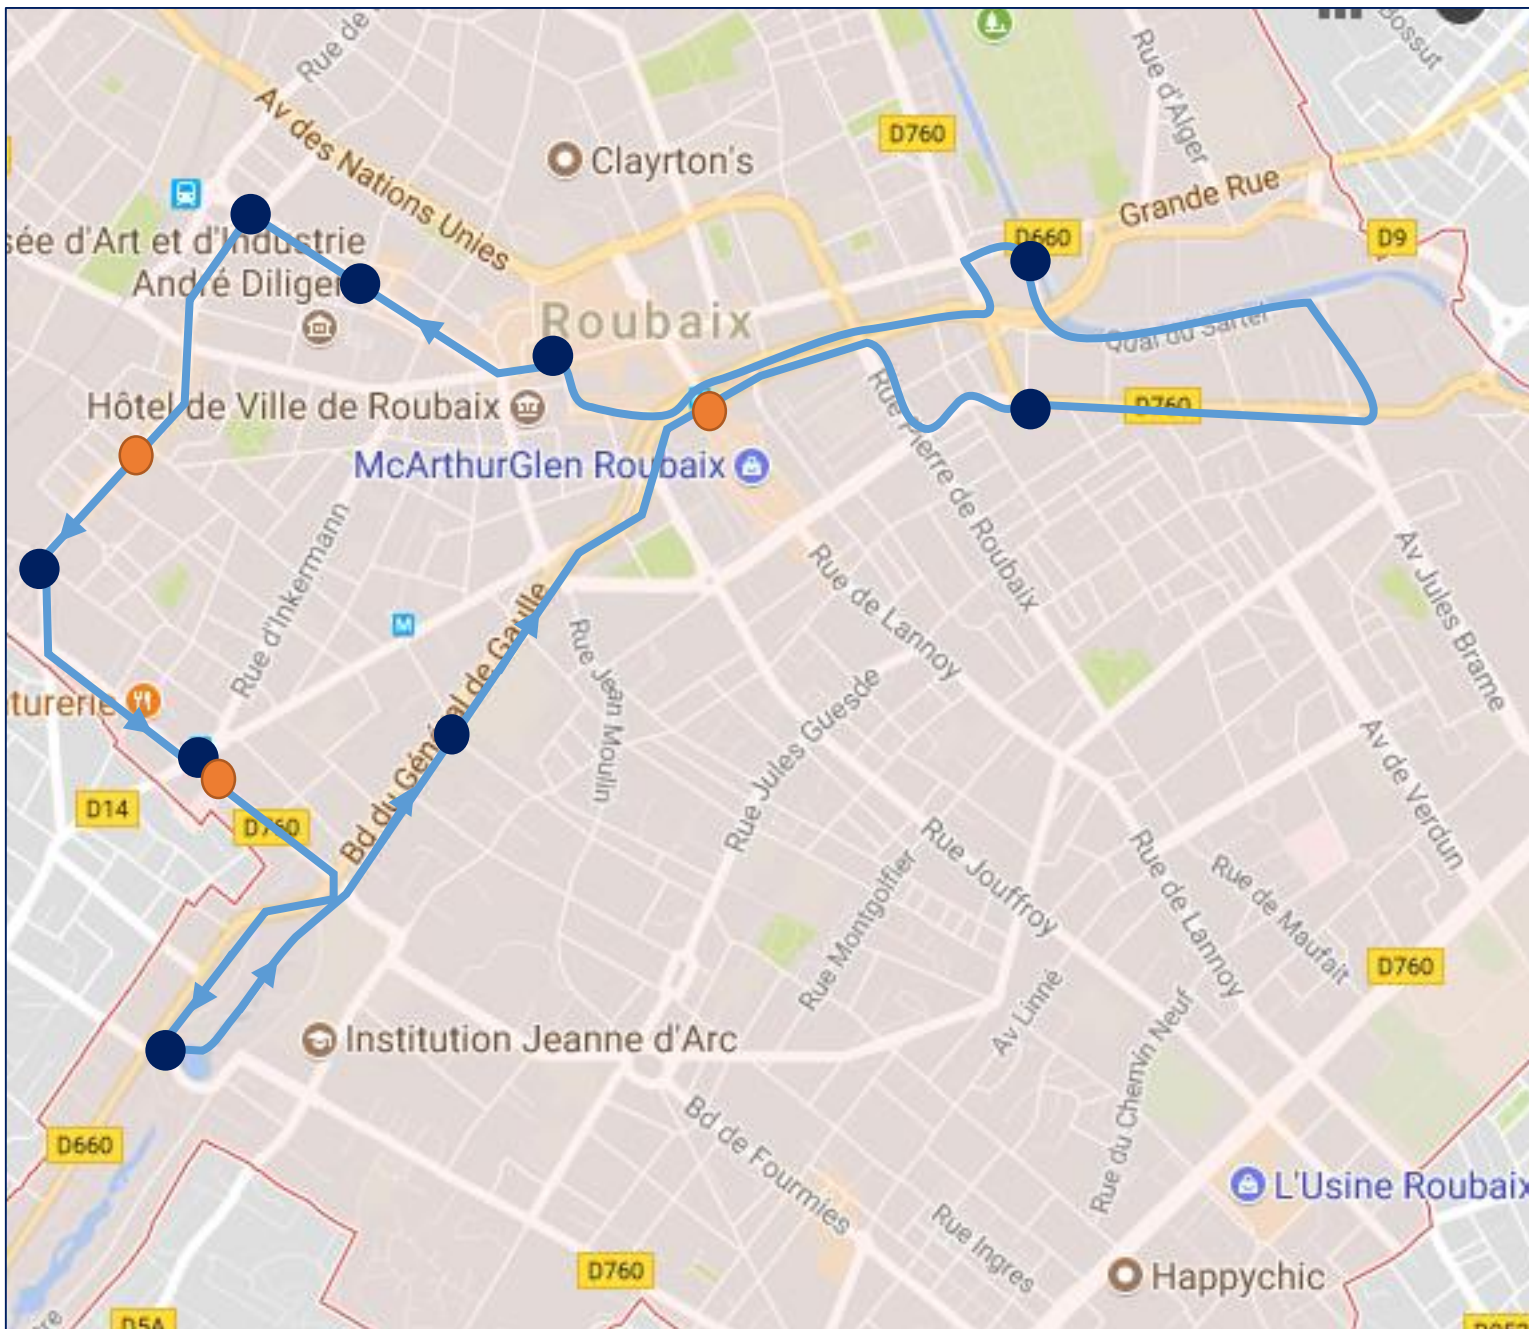 Rue de
Bossut
Av des Nations Unies
Rue d'Alger
D760
Clayrton's
Grande Rue
sée d'Art et d'Industrie
André Diliger
D660
D9
Roubaix
Quai du Sartel
Hôtel de Ville de Roubaix
D760
McArthurGlen Roubaix
Rue Pierre de Roubaix
Rue d'Inkermann
M
Rue de Lannoy
Av Jules Brame
Bd du Général de Gaulle
Rue Jean Moulin
turerie
Rue Jules Guesde
D14
D760
Av de Verdun
Rue Jouffroy
Rue de Lannoy
Rue Montgolfier
Rue de Maufait
D760
Av Linné
Rue du Chemin Neuf
Institution Jeanne d'Arc
D660
Bd de Fourmies
L'Usine Roubaix
Rue Ingres
D760
Happychic
D5A